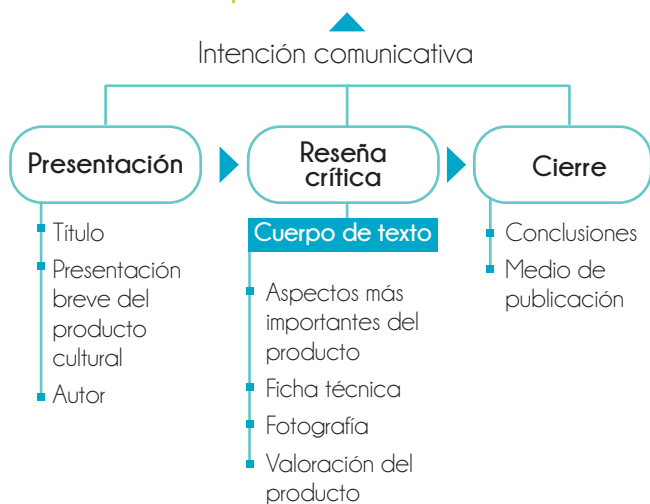 Intención comunicativa
Presentación
Título
Presentación
breve del
producto
cultural
Autor
Reseña
crítica
Cuerpo de texto
Aspectos más
importantes del
producto
Ficha técnica
Fotografía
Valoración del
producto
Cierre
Conclusiones
Medio de
publicación